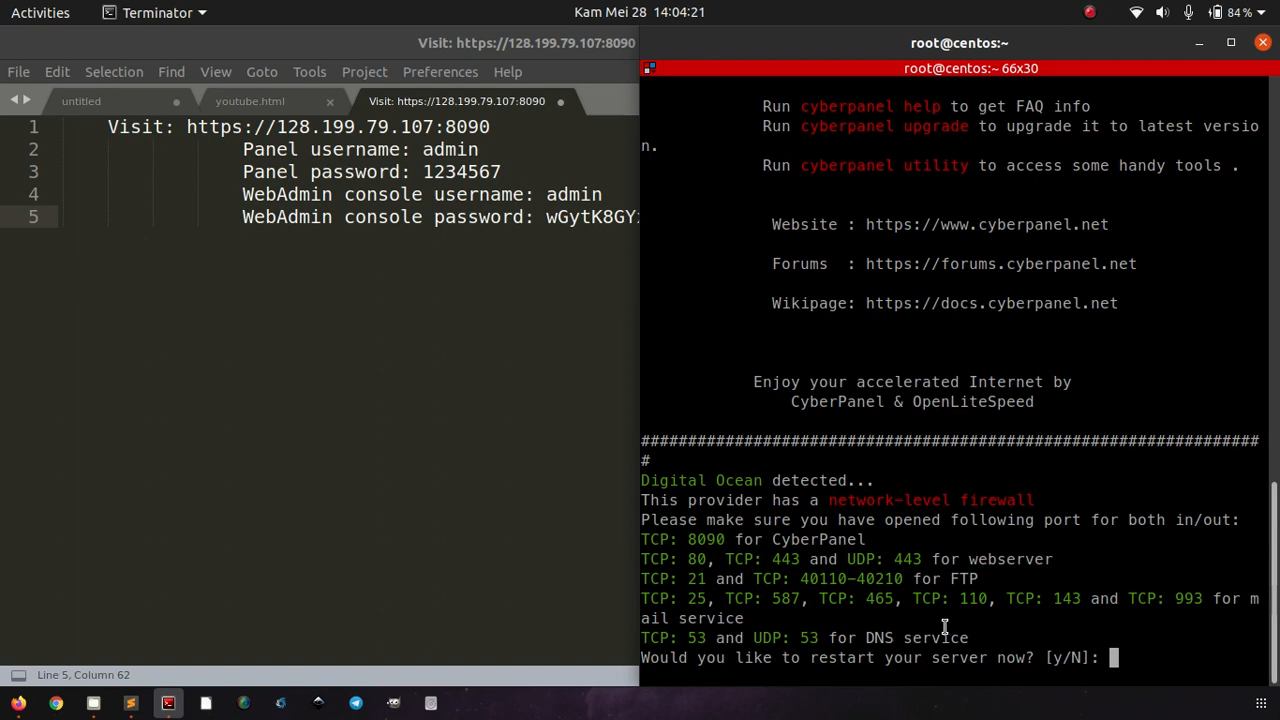 Activities
Terminator
Kam Mei 28 14:04:21
84 %
Visit: https://128.199.79.107:8090
File Edit Selection Find View Goto Tools Project Preferences Help
untitled
youtube.html
Visit: https://128.199.79.107:8090
1 Visit: https://128.199.79.107:8090
2 Panel username: admin
3 Panel password: 1234567
4 WebAdmin console username: admin
5 WebAdmin console password: wGytK8GY
Line 5, Column 62
root@centos:~
root@centos:~ 66x30
Run cyberpanel help to get FAQ info
Run cyberpanel upgrade to upgrade it to latest versio
n.
Run cyberpanel utility to access some handy tools .
Website : https://www.cyberpanel.net
Forums : https://forums.cyberpanel.net
Wikipage: https://docs.cyberpanel.net
Enjoy your accelerated Internet by
CyberPanel & OpenLiteSpeed
##################################################################
#
Digital Ocean detected...
This provider has a network-level firewall
Please make sure you have opened following port for both in/out:
TCP: 8090 for CyberPanel
TCP: 80, TCP: 443 and UDP: 443 for webserver
TCP: 21 and TCP: 40110-40210 for FTP
TCP: 25, TCP: 587, TCP: 465, TCP: 110, TCP: 143 and TCP: 993 for m
ail service
TCP: 53 and UDP: 53 for DNS service
Would you like to restart your server now? [y/N]: